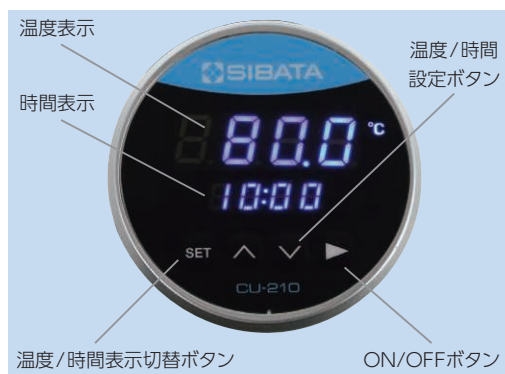 温度表示
温度/時間
設定ボタン
SIBATA
時間表示
80.0 ℃
10:00
SET
CU-210
温度/時間表示切替ボタン
ON/OFFボタン